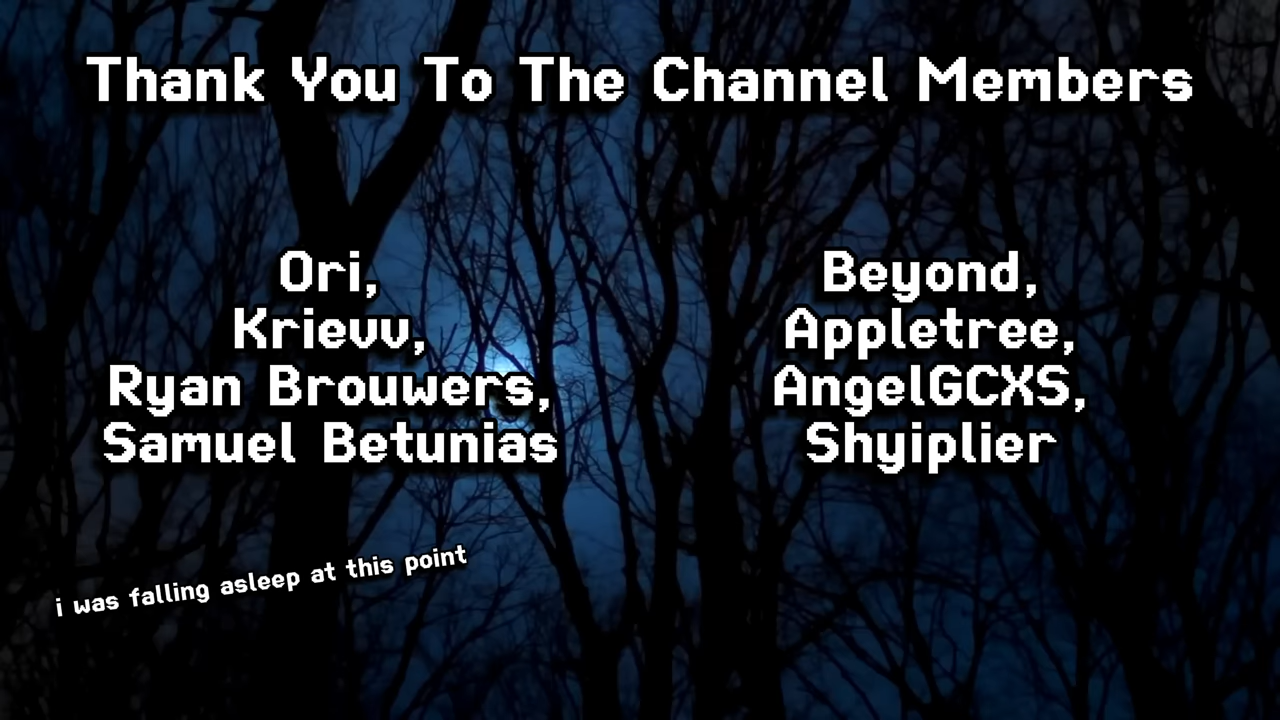 Thank You To The Channel Members
Ori,
Krievv,
Ryan Brouwers,
Samuel Betunias
Beyond,
Appletree,
AngelGCXS,
Shyiplier
i was falling asleep at this point